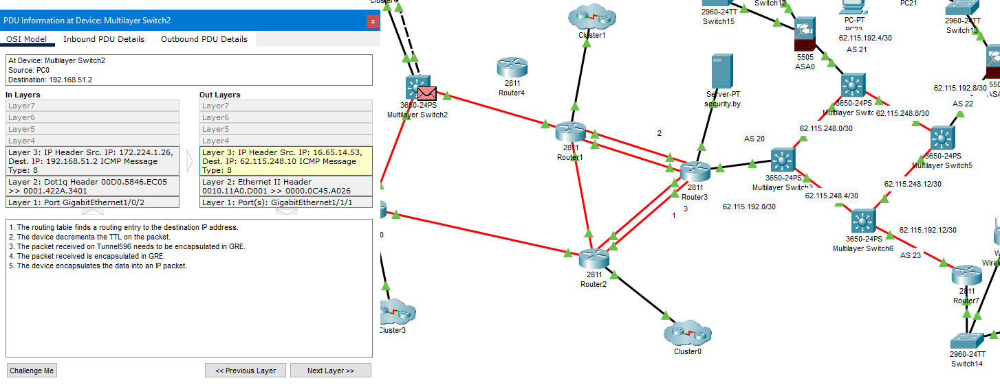 PDU Information at Device: Multilayer Switch2
x
OSI Model
Inbound PDU Details
Outbound PDU Details
At Device: Multilayer Switch2
Source: PC0
Destination: 192.168.51.2
In Layers
Out Layers
Layer7
Layer6
Layer5
Layer4
Layer 3: IP Header Src. IP: 172.224.1.26,
Dest. IP: 192.168.51.2 ICMP Message
Type: 8
Layer 2: Dot1q Header 00D0.5846.EC05
>> 0001.422A.3401
Layer 1: Port GigabitEthernet1/0/2
Layer7
Layer6
Layer5
Layer4
Layer 3: IP Header Src. IP: 16.65.14.53,
Dest. IP: 62.115.248.10 ICMP Message
Type: 8
Layer 2: Ethernet II Header
0010.11A0.D001 >> 0000.0C45.A026
Layer 1: Port(s): GigabitEthernet1/1/1
1. The routing table finds a routing entry to the destination IP address.
2. The device decrements the TTL on the packet.
3. The packet received on Tunnel596 needs to be encapsulated in GRE.
4. The packet received is encapsulated in GRE.
5. The device encapsulates the data into an IP packet.
Challenge Me
<< Previous Layer
Next Layer >>
3650-24PS
Multilayer Switch2
2811
Router4
Cluster1
2811
Router1
2
Server-PT
security.by
2811
Router3
3
1
2811
Router2
0
Cluster3
Cluster0
2960-24TT
Switch15
Switch12
PC-PT
PC23
PC21
2960-24TT
Switch13
62.115.192.4/30
AS 21
5505
ASA0
3650-24PS
62.115.248.8/30
62.115.192.8/30
AS 22
62.115.248.0/30
AS 20
3650-24PS
Multilayer Switch3
3650-24PS
Multilayer Switch5
62.115.248.4/30
62.115.248.12/30
62.115.192.0/30
3650-24PS
Multilayer Switch6
62.115.192.12/30
AS 23
2811
Router7
2960-24TT
Switch14